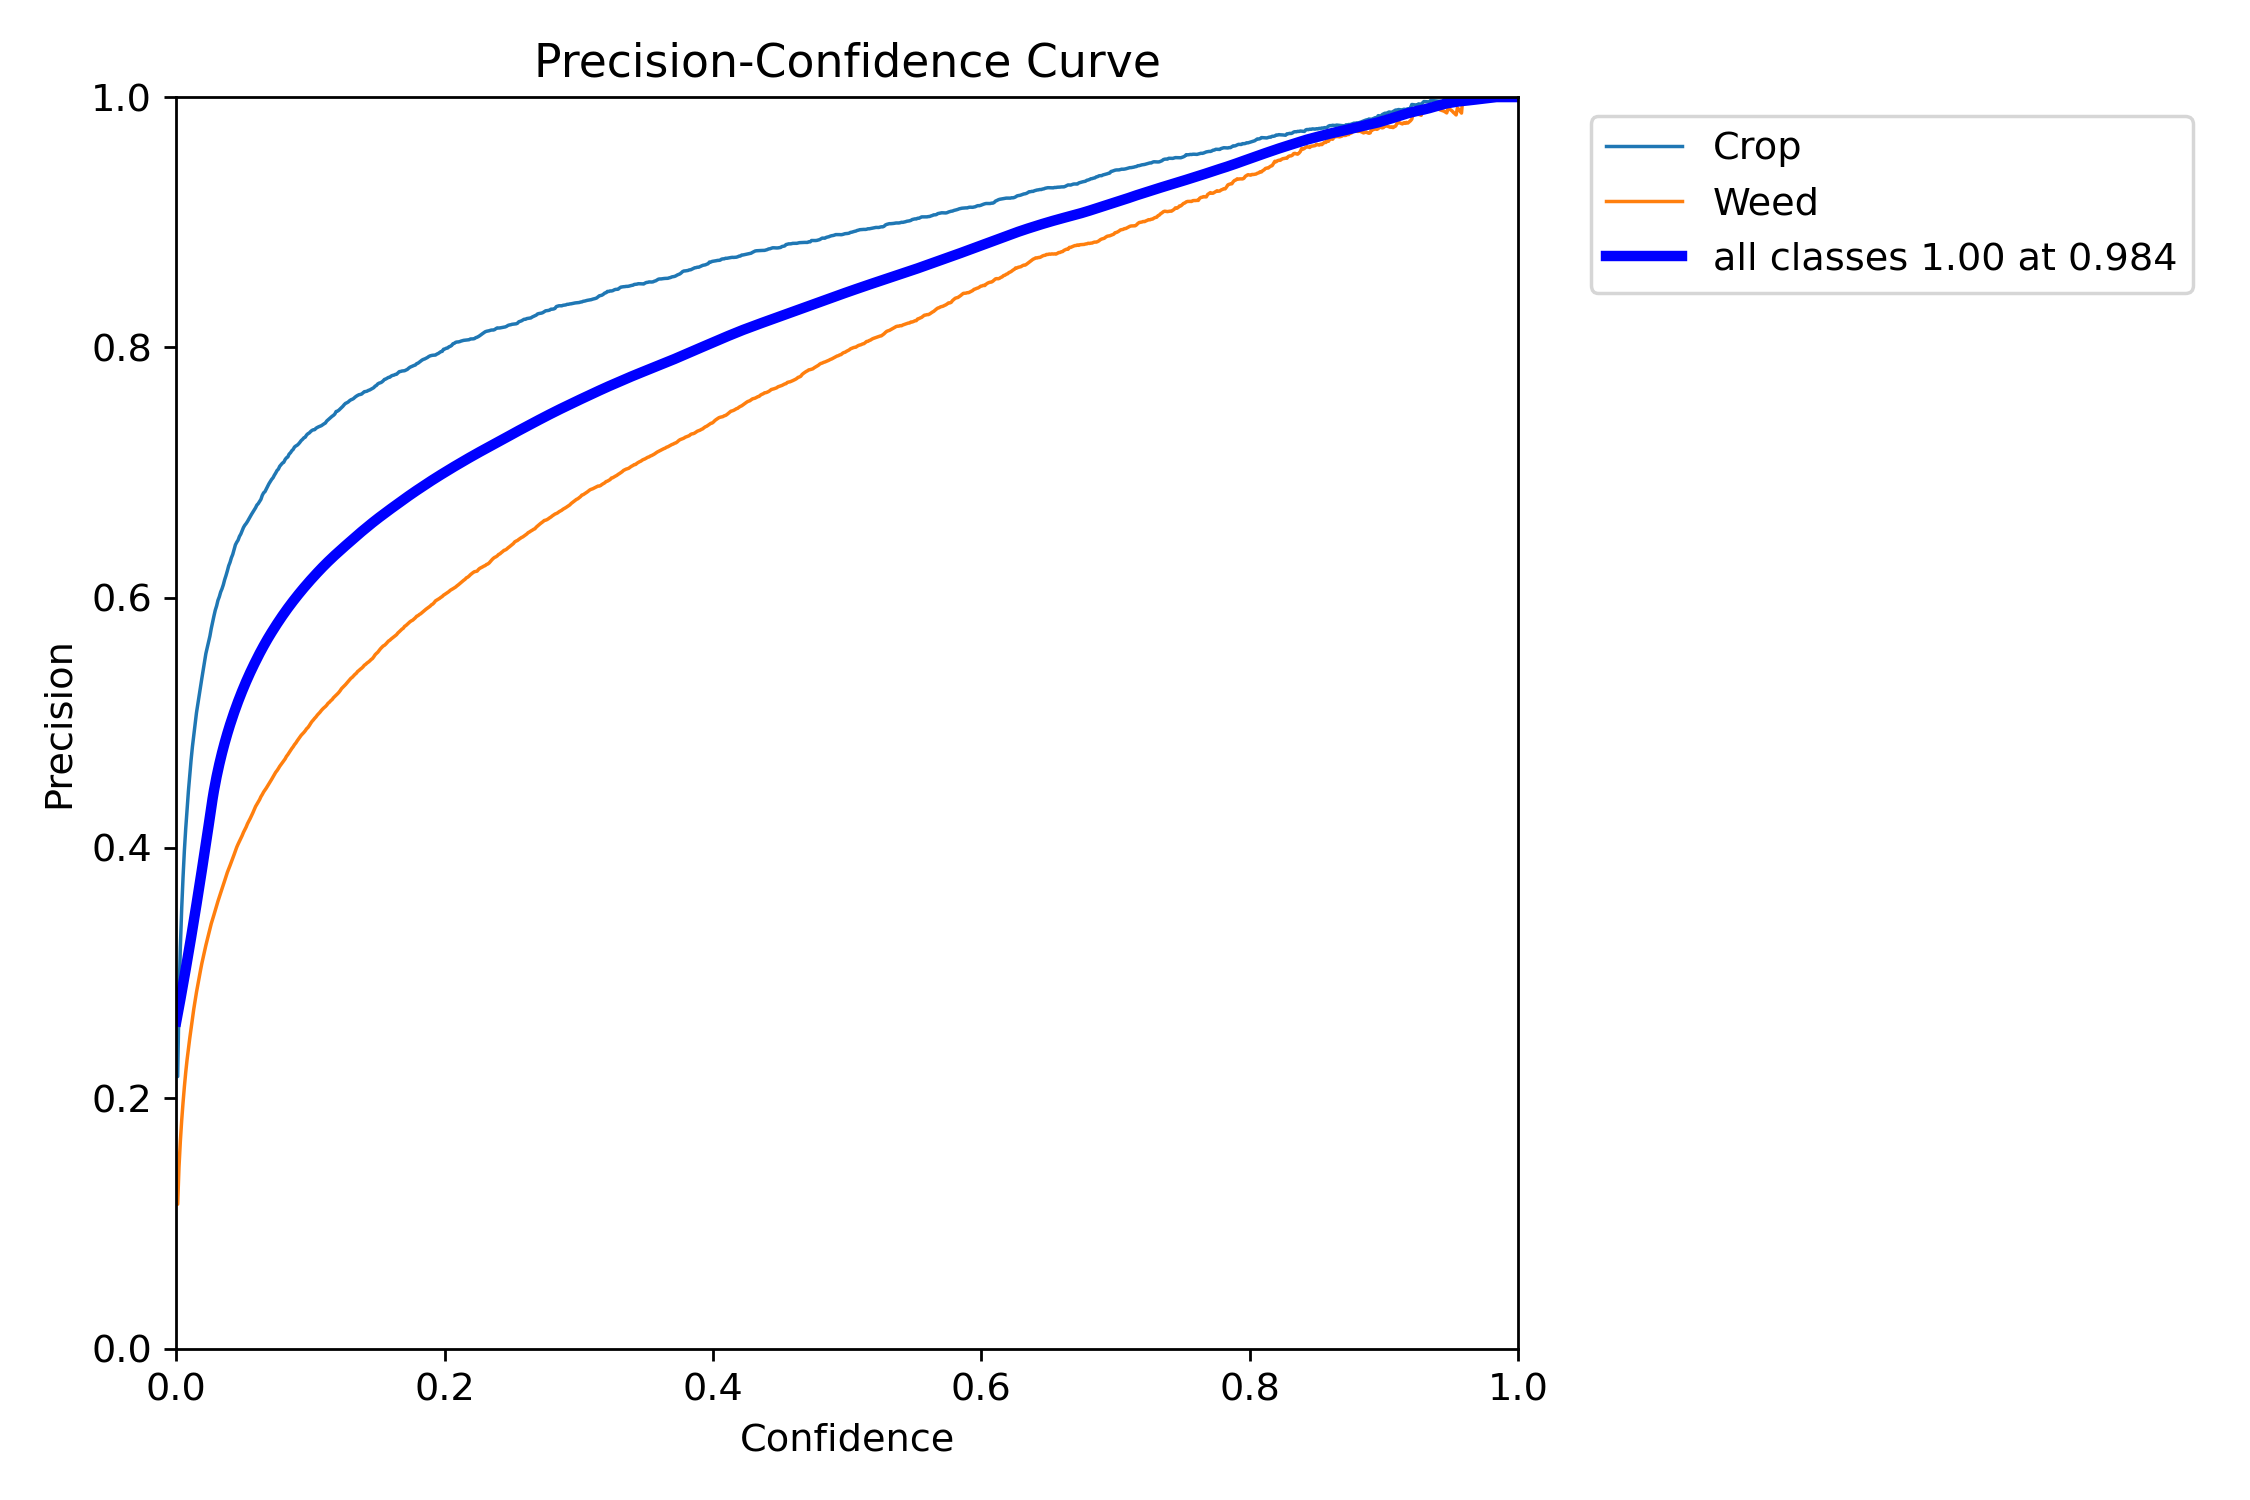 Precision-Confidence Curve
Crop
Weed
all classes 1.00 at 0.984
Precision
1.0
0.8
0.6
0.4
0.2
0.0
0.0 0.2 0.4 0.6 0.8 1.0
Confidence